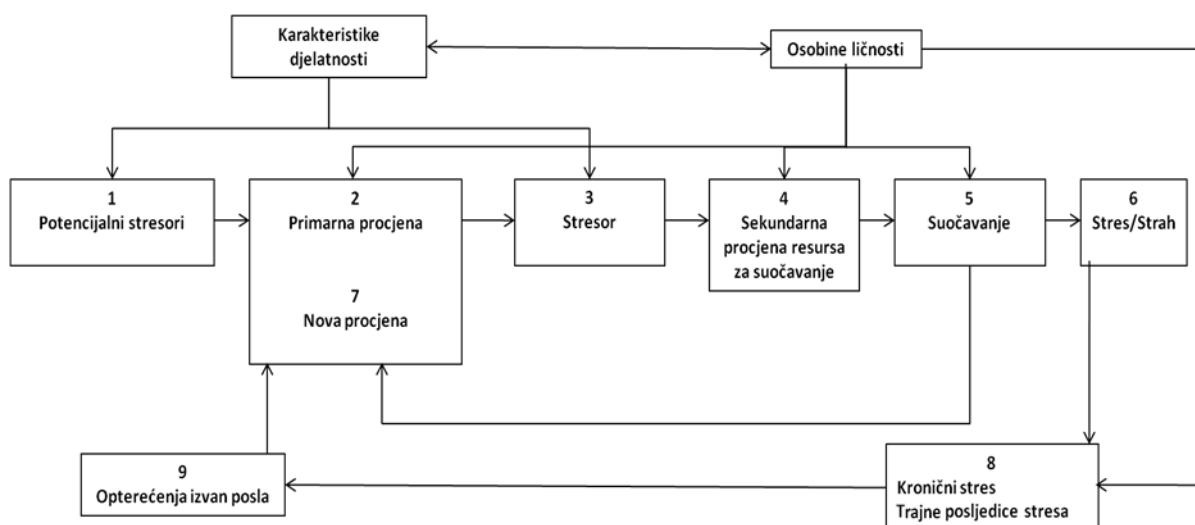 Karakteristike
djelatnosti
Osobine ličnosti
1
Potencijalni stresori
2
Primarna procjena
7
Nova procjena
3
Stresor
4
Sekundarna
procjena resursa
za suočavanje
5
Suočavanje
6
Stres/Strah
9
Opterećenja izvan posla
8
Kronični stres
Trajne posljedice stresa